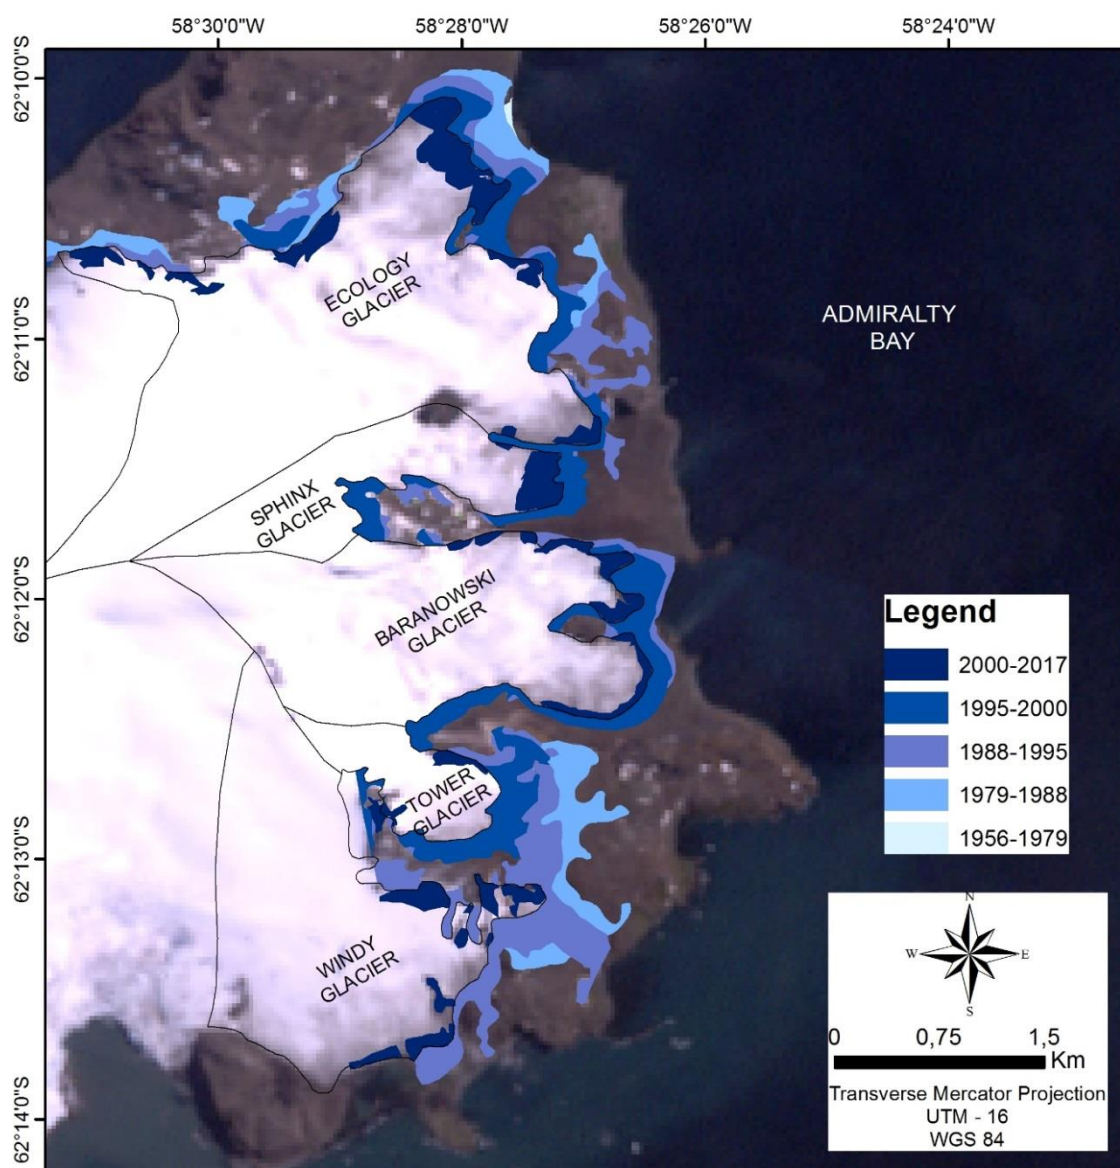 58°30'0"W
58°28'0"W
58°26'0"W
58°24'0"W
62°10'0"S
62°11'0"S
62°12'0"S
62°13'0"S
62°14'0"S
ECOLOGY
GLACIER
ADMIRALTY
BAY
SPHINX
GLACIER
BARANOWSKI
GLACIER
TOWER
GLACIER
WINDY
GLACIER
Legend
2000-2017
1995-2000
1988-1995
1979-1988
1956-1979
N
W
E
S
0 0,75 1,5
Km
Transverse Mercator Projection
UTM - 16
WGS 84